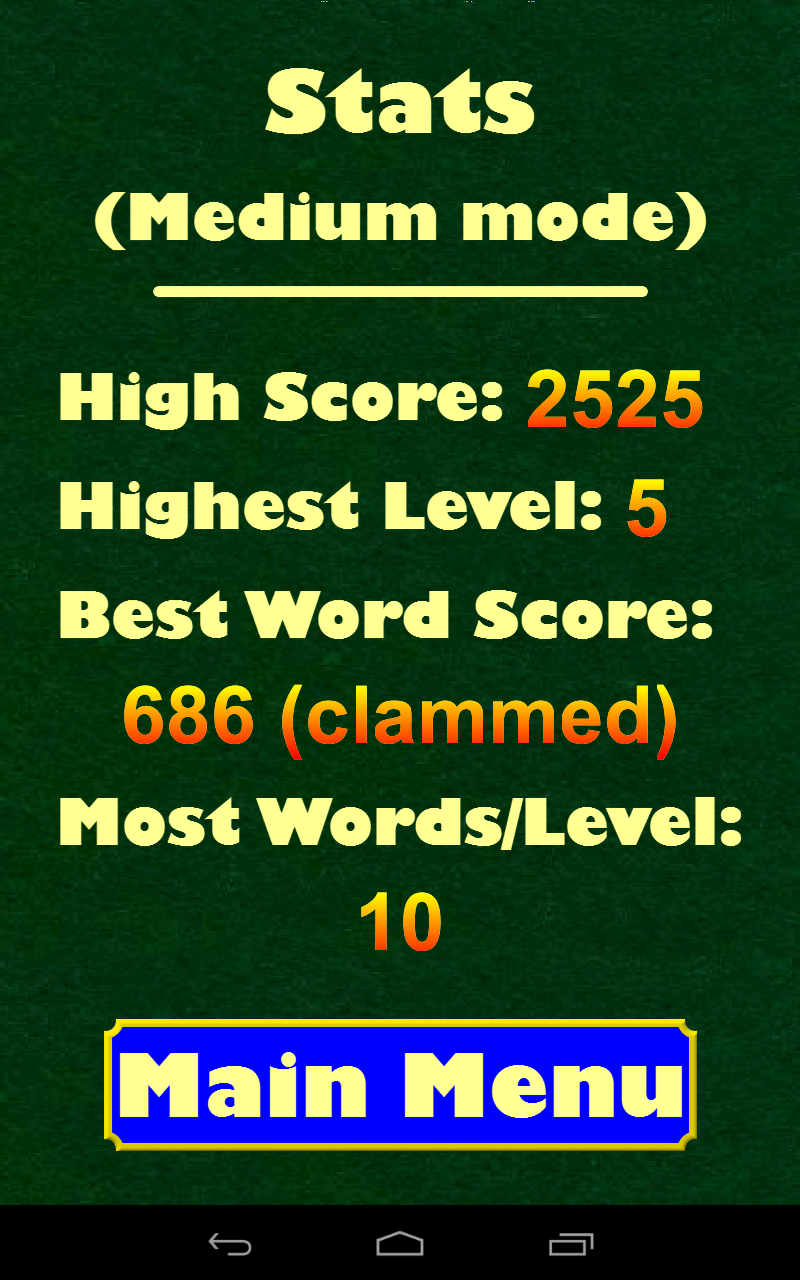 Stats
(Medium mode)
High Score: 2525
Highest Level: 5
Best Word Score:
686 (clammed)
Most Words/Level:
10
Main Menu